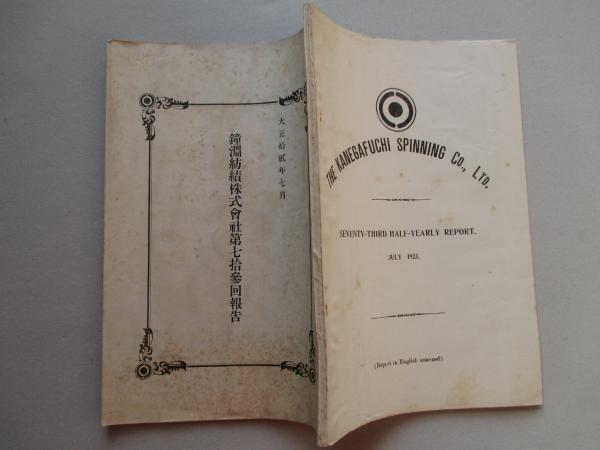 大正拾貳年七月
鐘淵紡績株式會社第七拾參回報告
THE KANEGAFUCHI SPINNING CO., LTD.
SEVENTY-THIRD HALF-YEARLY REPORT.
JULY 1923.
(Report in English annexed)